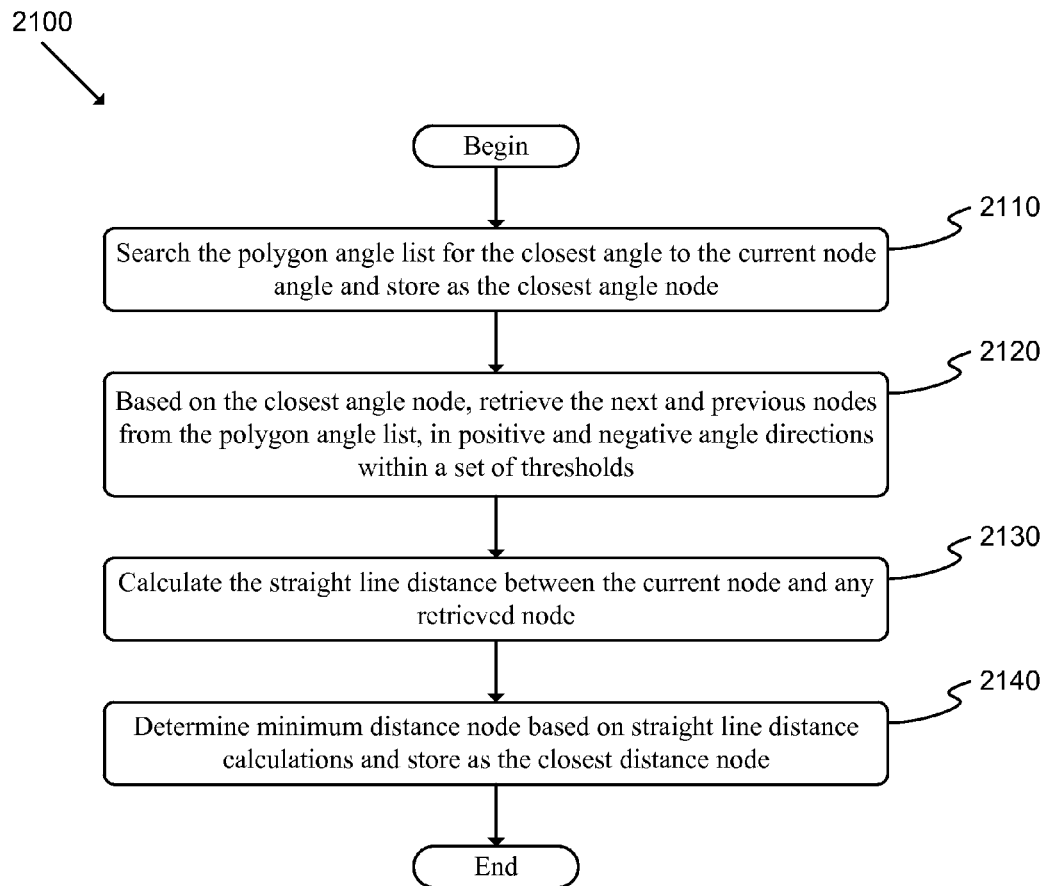 2100
Begin
2110
Search the polygon angle list for the closest angle to the current node
angle and store as the closest angle node
2120
Based on the closest angle node, retrieve the next and previous nodes
from the polygon angle list, in positive and negative angle directions
within a set of thresholds
2130
Calculate the straight line distance between the current node and any
retrieved node
2140
Determine minimum distance node based on straight line distance
calculations and store as the closest distance node
End